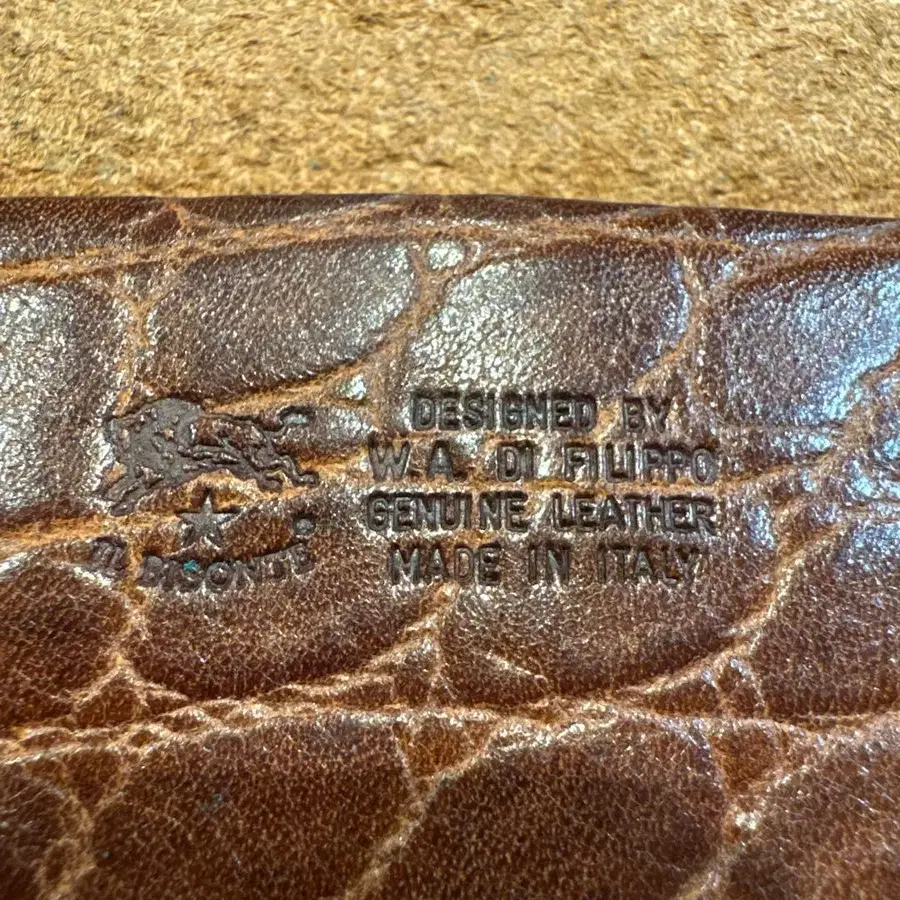 IL BISONTE
DESIGNED BY
W.A. DI FILIPPO
GENUINE LEATHER
MADE IN ITALY